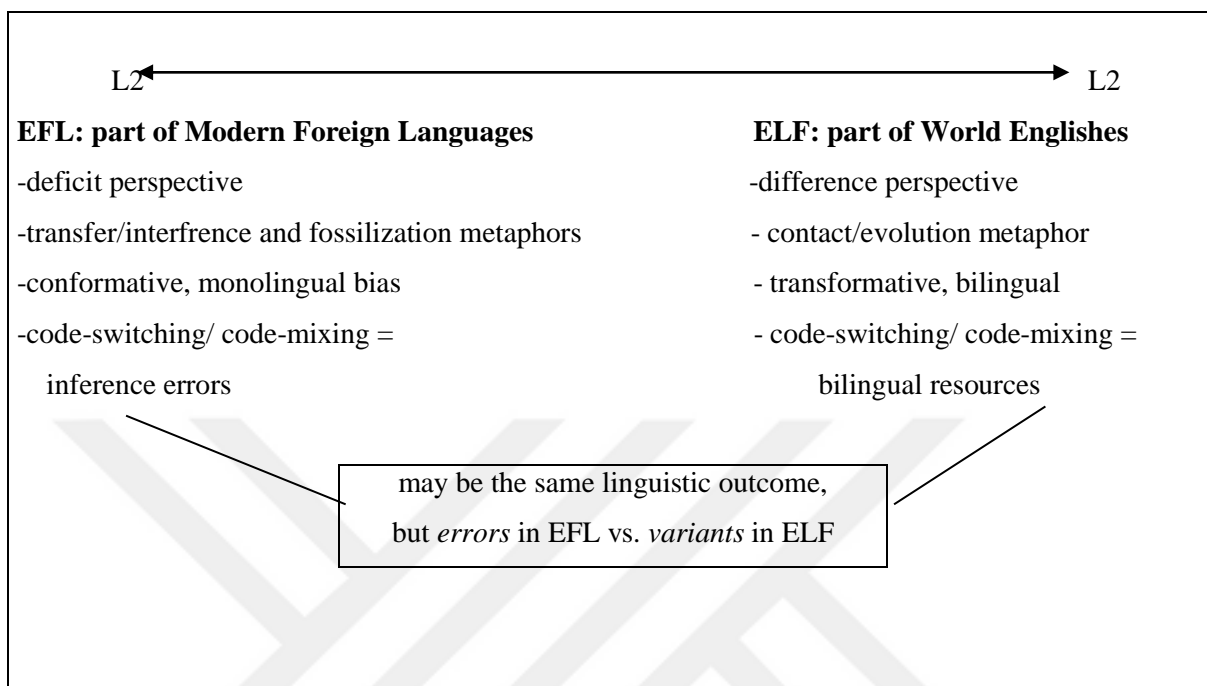 L2 L2
EFL: part of Modern Foreign Languages ELF: part of World Englishes
-deficit perspective -difference perspective
-transfer/interfrence and fossilization metaphors - contact/evolution metaphor
-conformative, monolingual bias - transformative, bilingual
-code-switching/ code-mixing = - code-switching/ code-mixing =
inference errors bilingual resources
may be the same linguistic outcome,
but errors in EFL vs. variants in ELF